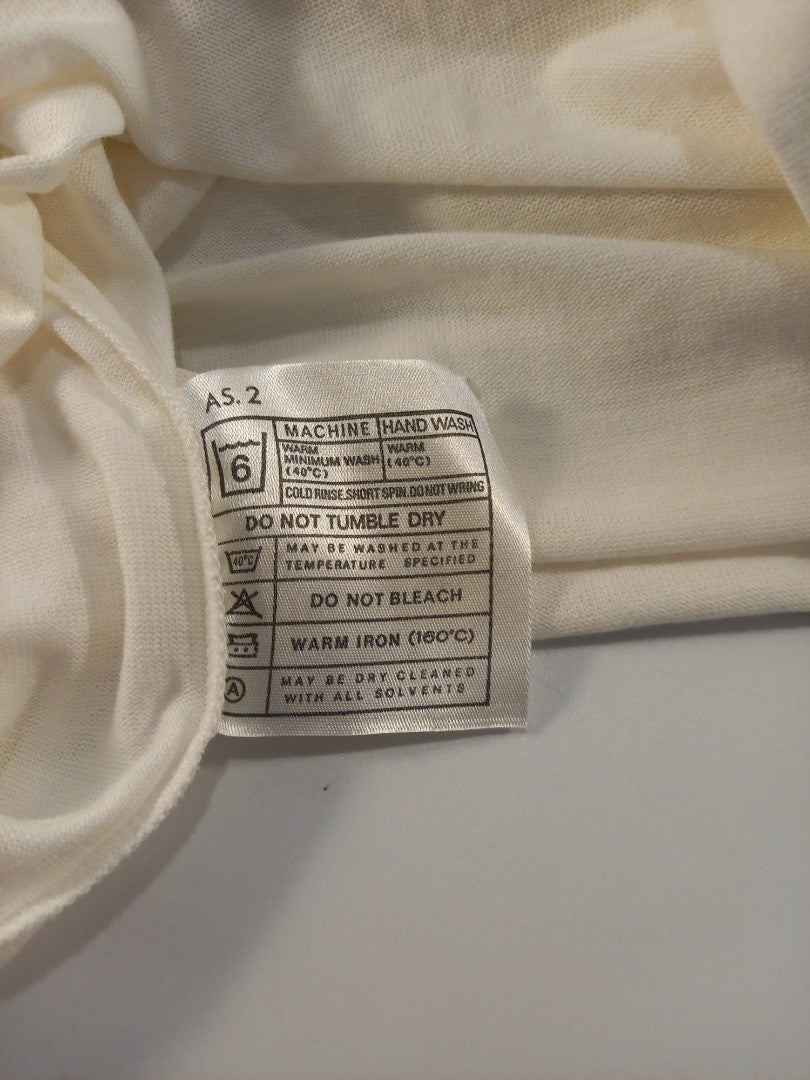 AS. 2
MACHINE HAND WASH
6
WARM
MINIMUM WASH
(40°C)
WARM
(40°C)
COLD RINSE.SHORT SPIN.DO NOT WRING
DO NOT TUMBLE DRY
40°C
MAY BE WASHED AT THE
TEMPERATURE SPECIFIED
DO NOT BLEACH
WARM IRON (160°C)
A
MAY BE DRY CLEANED
WITH ALL SOLVENTS